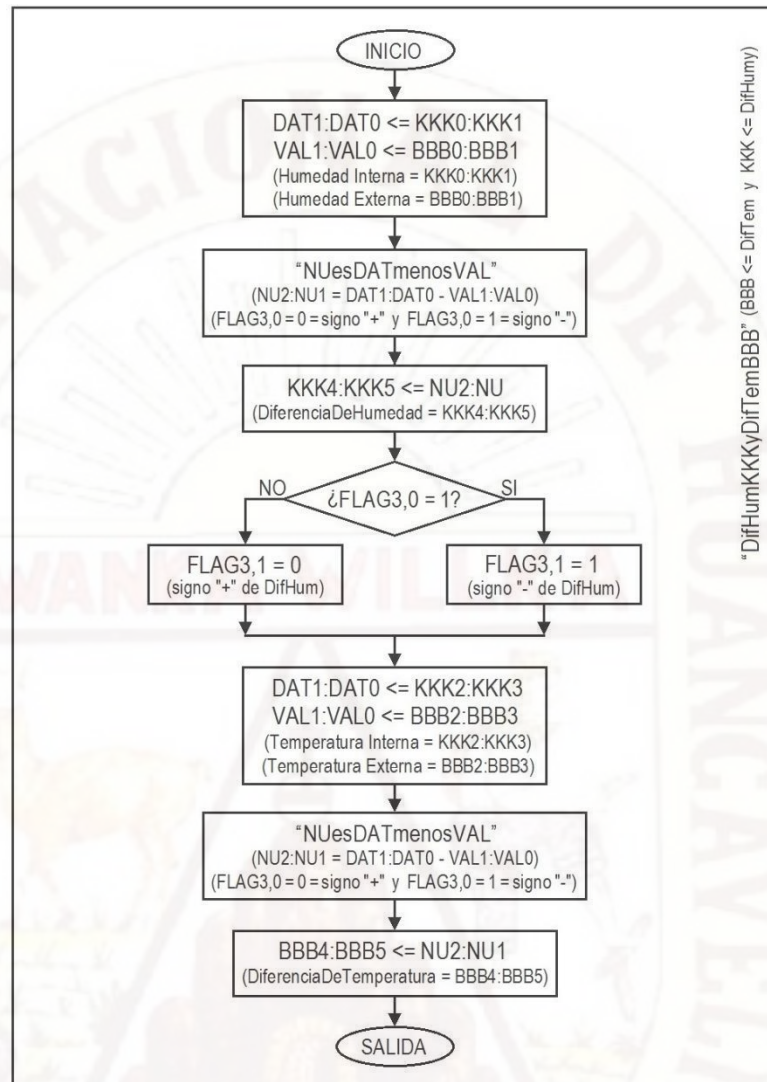 INICIO
DAT1:DAT0 <= KKK0:KKK1
VAL1:VAL0 <= BBB0:BBB1
(Humedad Interna = KKK0:KKK1)
(Humedad Externa = BBB0:BBB1)
“NUesDATmenosVAL”
(NU2:NU1 = DAT1:DAT0 - VAL1:VAL0)
(FLAG3,0 = 0 = signo "+" y FLAG3,0 = 1 = signo "-")
KKK4:KKK5 <= NU2:NU
(DiferenciaDeHumedad = KKK4:KKK5)
¿FLAG3,0 = 1?
NO
SI
FLAG3,1 = 0
(signo "+" de DifHum)
FLAG3,1 = 1
(signo "-" de DifHum)
DAT1:DAT0 <= KKK2:KKK3
VAL1:VAL0 <= BBB2:BBB3
(Temperatura Interna = KKK2:KKK3)
(Temperatura Externa = BBB2:BBB3)
“NUesDATmenosVAL”
(NU2:NU1 = DAT1:DAT0 - VAL1:VAL0)
(FLAG3,0 = 0 = signo "+" y FLAG3,0 = 1 = signo "-")
BBB4:BBB5 <= NU2:NU1
(DiferenciaDeTemperatura = BBB4:BBB5)
SALIDA
“DifHumKKKyDifTemBBB” (BBB <= DifTem y KKK <= DifHumy)
NACION DE HUANCAVELI
WANKA WILLKA